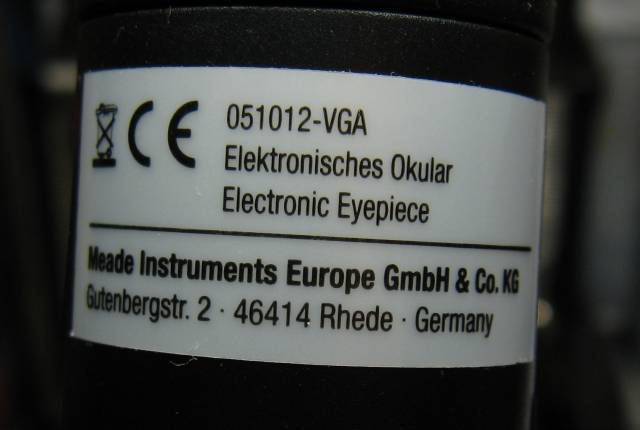 CE 051012-VGA
Elektronisches Okular
Electronic Eyepiece
Meade Instruments Europe GmbH & Co. KG
Gutenbergstr. 2 · 46414 Rhede · Germany